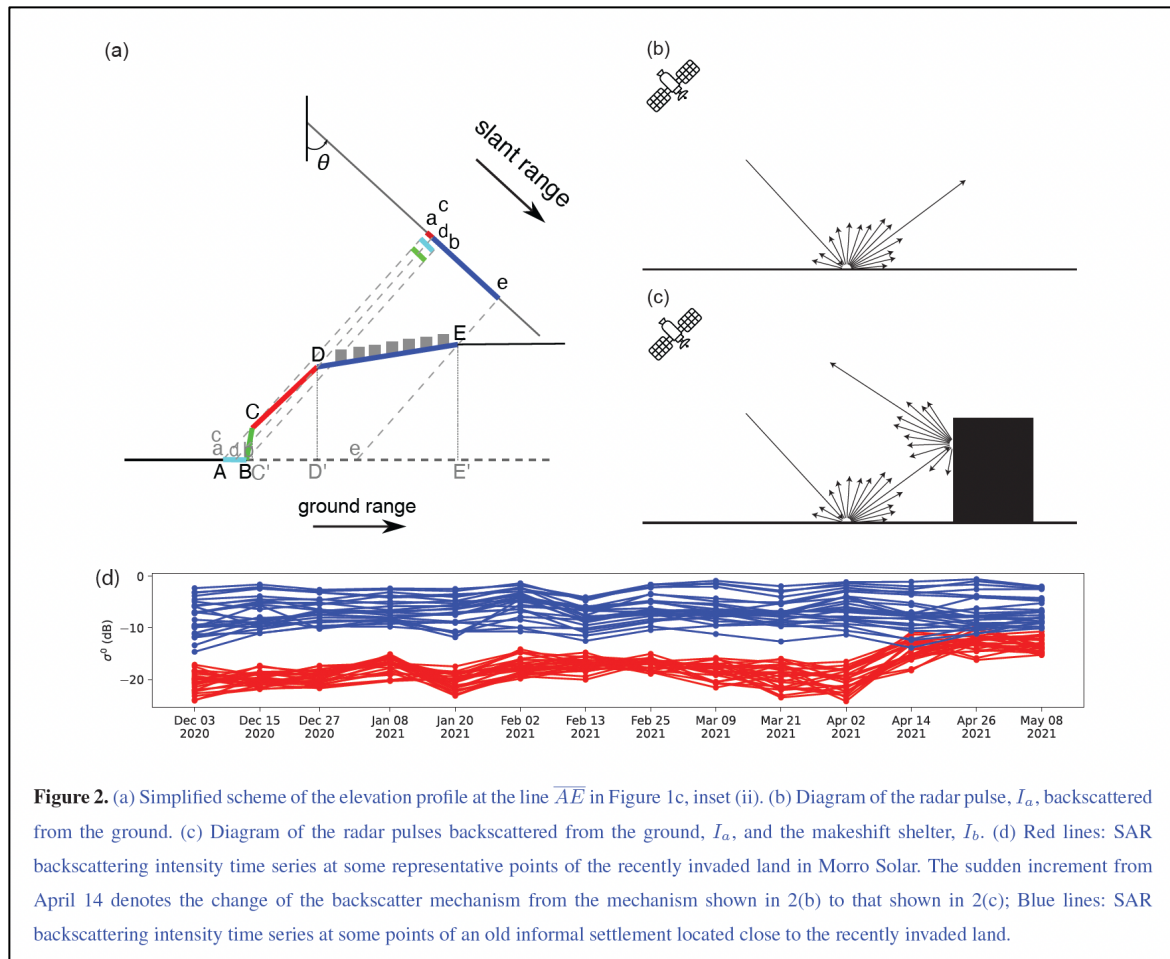 (a)
(b)
θ
slant range
c
a
d
b
e
E
D
C
c
a d b
e
A B C' D' E'
ground range
(c)
(d)
0
−10
−20
σ⁰ (dB)
Dec 03 Dec 15 Dec 27 Jan 08 Jan 20 Feb 02 Feb 13 Feb 25 Mar 09 Mar 21 Apr 02 Apr 14 Apr 26 May 08
2020 2020 2020 2021 2021 2021 2021 2021 2021 2021 2021 2021 2021 2021
Figure 2. (a) Simplified scheme of the elevation profile at the line A̅E̅ in Figure 1c, inset (ii). (b) Diagram of the radar pulse, Iₐ, backscattered
from the ground. (c) Diagram of the radar pulses backscattered from the ground, Iₐ, and the makeshift shelter, I_b. (d) Red lines: SAR
backscattering intensity time series at some representative points of the recently invaded land in Morro Solar. The sudden increment from
April 14 denotes the change of the backscatter mechanism from the mechanism shown in 2(b) to that shown in 2(c); Blue lines: SAR
backscattering intensity time series at some points of an old informal settlement located close to the recently invaded land.